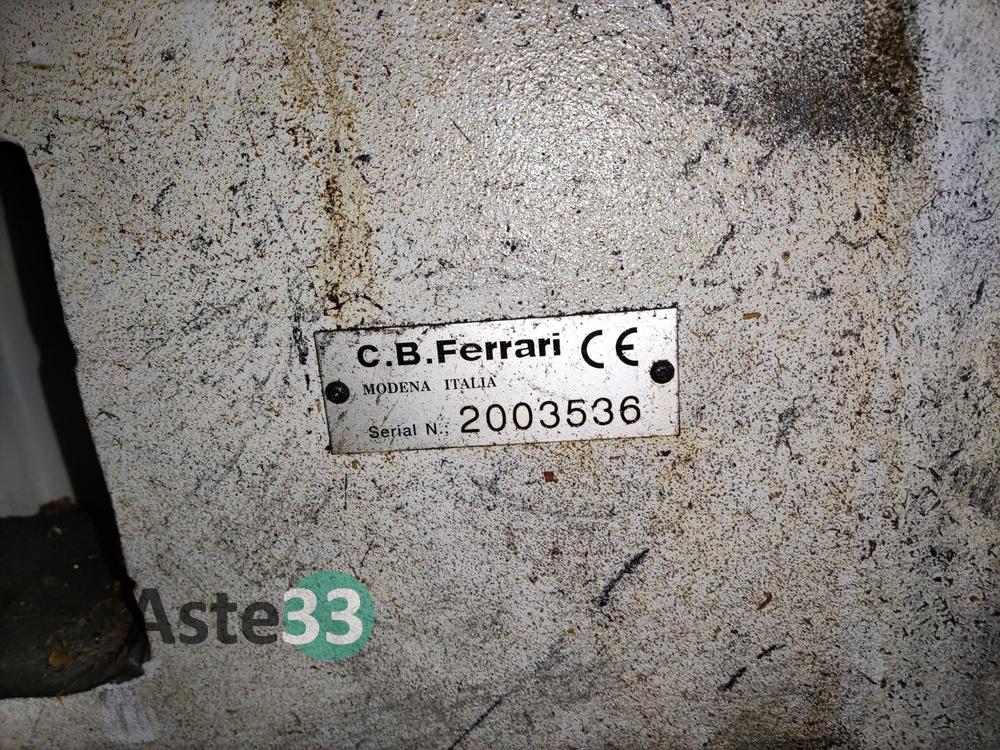 C.B.Ferrari CE
MODENA ITALIA
Serial N.: 2003536
Aste33